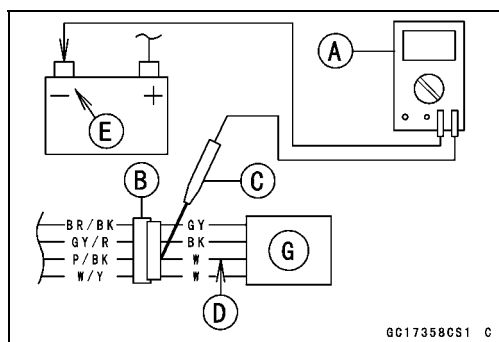 A
− +
E
B
C
BR/BK GY
GY/R BK
P/BK W
W/Y W
G
D
GC17358CS1 C